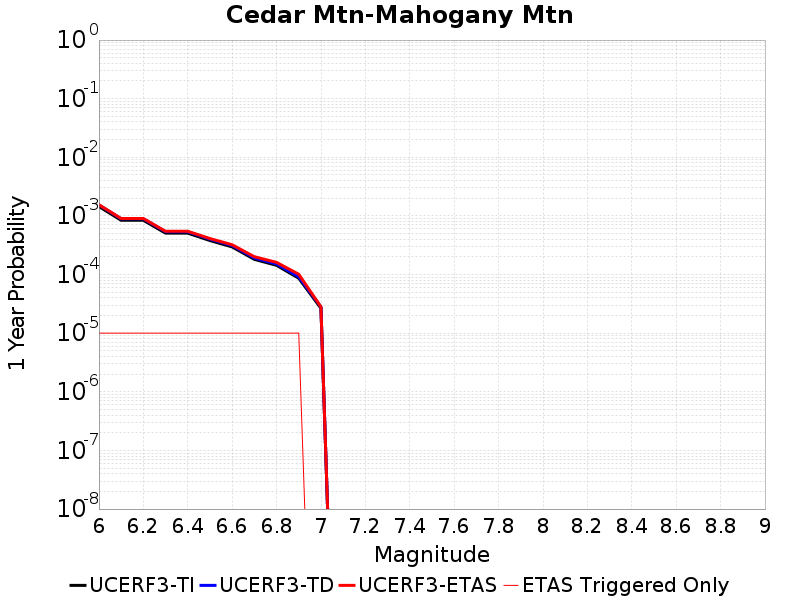 Cedar Mtn-Mahogany Mtn
10^0
10^-1
10^-2
10^-3
10^-4
10^-5
10^-6
10^-7
10^-8
1 Year Probability
6 6.2 6.4 6.6 6.8 7 7.2 7.4 7.6 7.8 8 8.2 8.4 8.6 8.8 9
Magnitude
UCERF3-TI UCERF3-TD UCERF3-ETAS ETAS Triggered Only